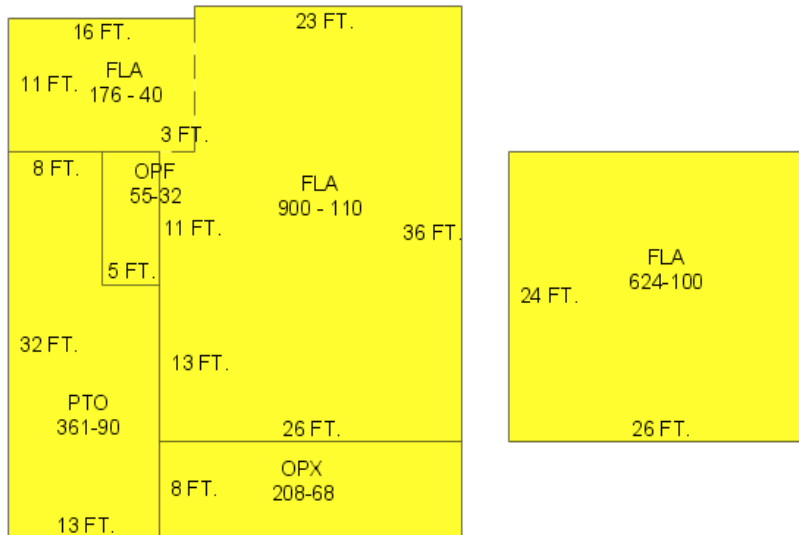 23 FT.
16 FT.
FLA
176 - 40
11 FT.
3 FT.
8 FT.
OPF
55-32
FLA
900 - 110
11 FT.
36 FT.
5 FT.
32 FT.
13 FT.
PTO
361-90
26 FT.
OPX
208-68
8 FT.
13 FT.
FLA
624-100
24 FT.
26 FT.